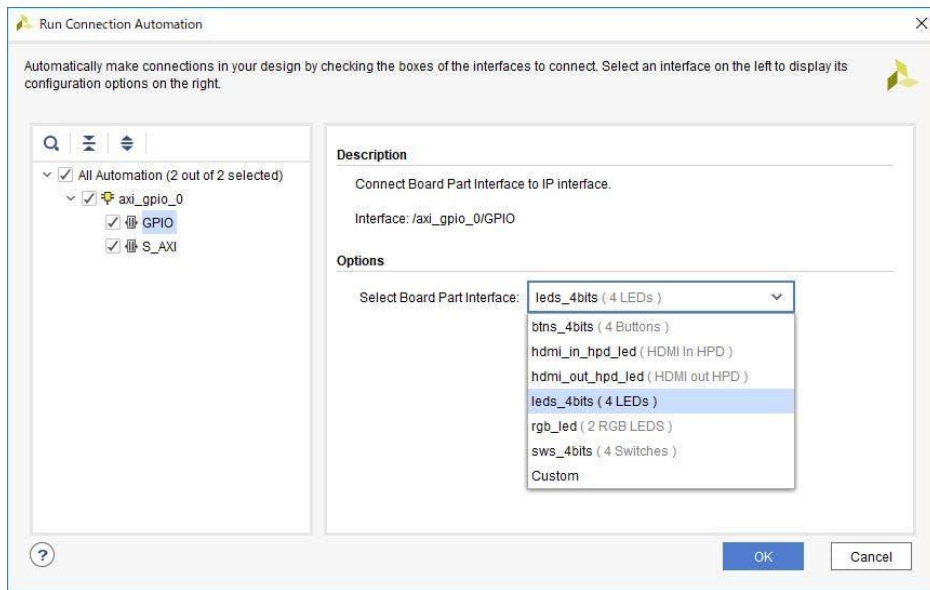 Run Connection Automation
Automatically make connections in your design by checking the boxes of the interfaces to connect. Select an interface on the left to display its
configuration options on the right.
All Automation (2 out of 2 selected)
axi_gpio_0
GPIO
S_AXI
Description
Connect Board Part Interface to IP interface.
Interface: /axi_gpio_0/GPIO
Options
Select Board Part Interface: leds_4bits ( 4 LEDs )
btns_4bits ( 4 Buttons )
hdmi_in_hpd_led ( HDMI In HPD )
hdmi_out_hpd_led ( HDMI out HPD )
leds_4bits ( 4 LEDs )
rgb_led ( 2 RGB LEDS )
sws_4bits ( 4 Switches )
Custom
?
OK Cancel